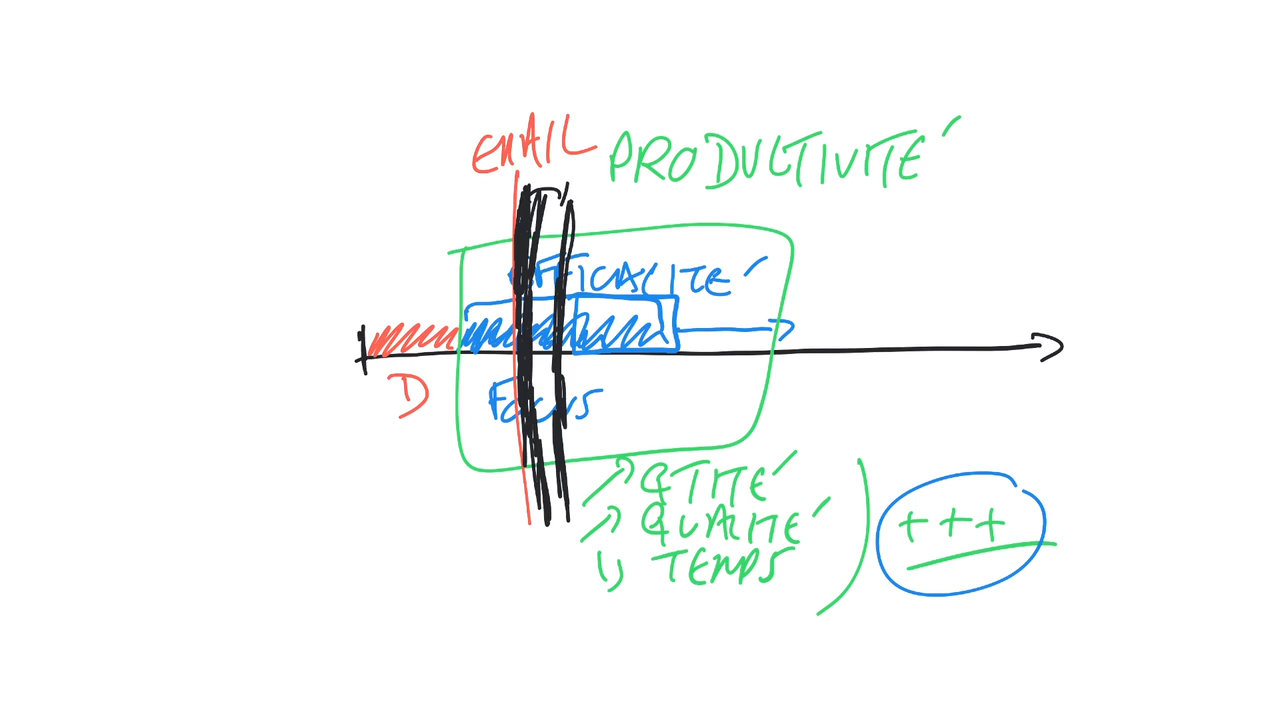 EMAIL
PRODUCTIVITÉ
EFFICACITÉ
D
FOCUS
↗ QTITÉ
↗ QUALITÉ
↘ TEMPS
+++